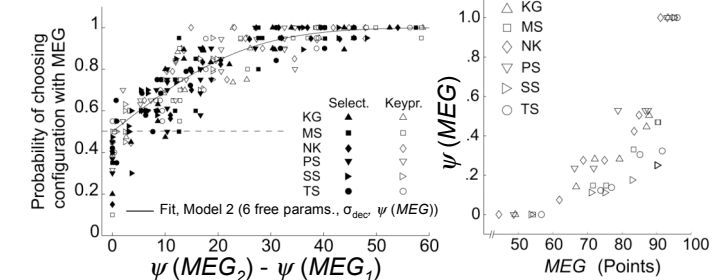 Probability of choosing
configuration with MEG
1
0.8
0.6
0.4
0.2
0
0 10 20 30 40 50 60
ψ (MEG2) - ψ (MEG1)
Select. Keypr.
KG
MS
NK
PS
SS
TS
Fit, Model 2 (6 free params., σdec, ψ (MEG))
ψ (MEG)
1.0
.8
.6
.4
.2
0
KG
MS
NK
PS
SS
TS
50 60 70 80 90 100
MEG (Points)